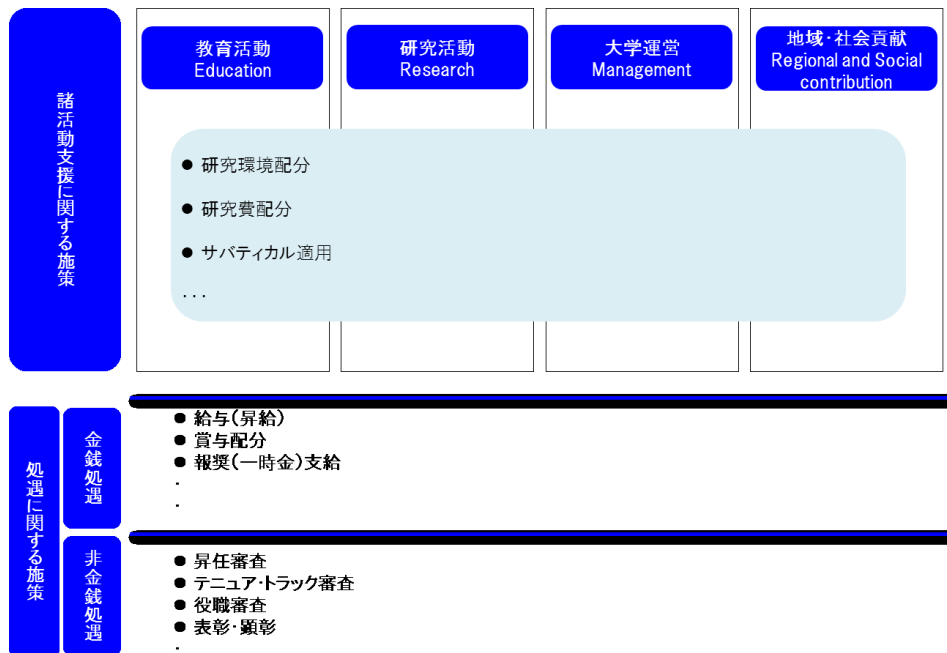 諸活動支援に関する施策
教育活動
Education
研究活動
Research
大学運営
Management
地域・社会貢献
Regional and Social
contribution
● 研究環境配分
● 研究費配分
● サバティカル適用
...
処遇に関する施策
金銭処遇
● 給与(昇給)
● 賞与配分
● 報奨(一時金)支給
.
.
非金銭処遇
● 昇任審査
● テニュア・トラック審査
● 役職審査
● 表彰・顕彰
.